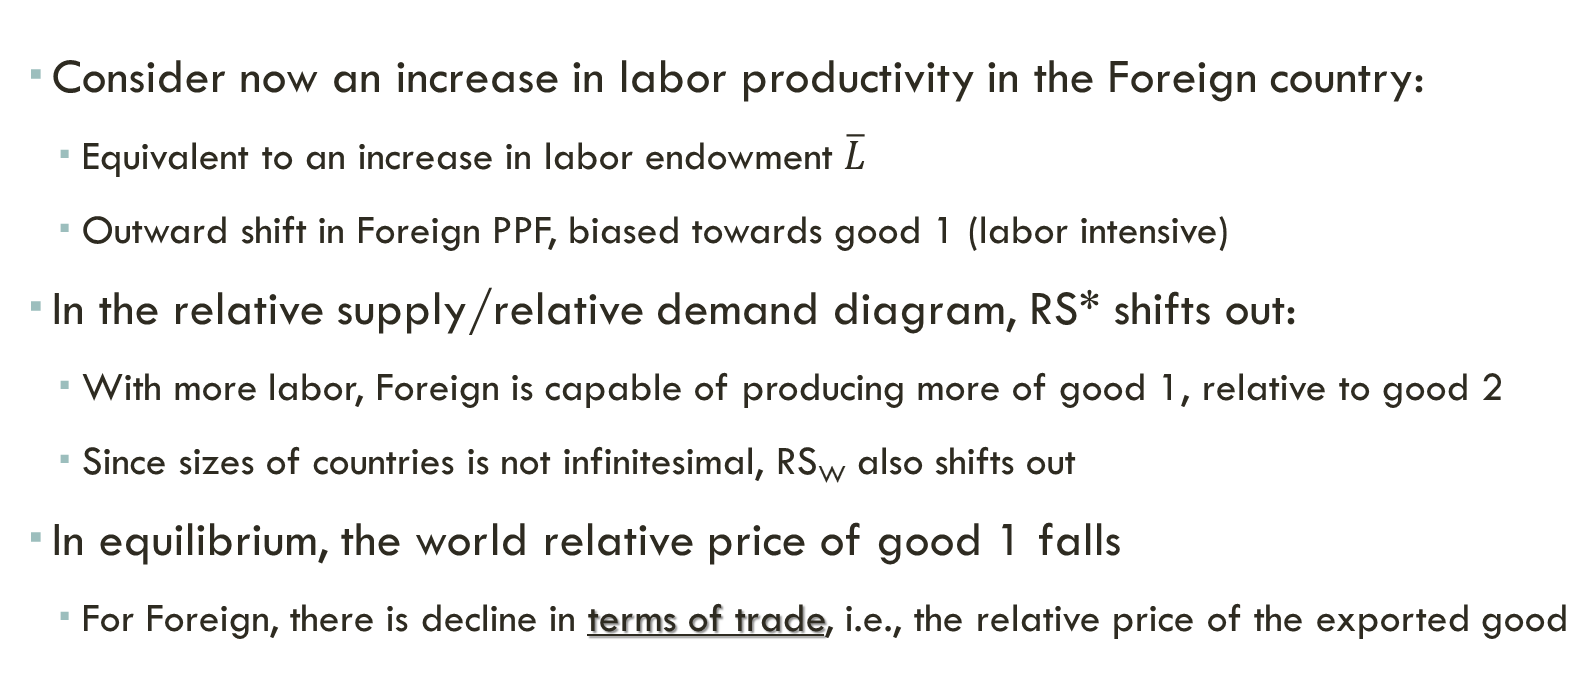 ▪ Consider now an increase in labor productivity in the Foreign country:
▪ Equivalent to an increase in labor endowment L̅
▪ Outward shift in Foreign PPF, biased towards good 1 (labor intensive)
▪ In the relative supply/relative demand diagram, RS* shifts out:
▪ With more labor, Foreign is capable of producing more of good 1, relative to good 2
▪ Since sizes of countries is not infinitesimal, RSW also shifts out
▪ In equilibrium, the world relative price of good 1 falls
▪ For Foreign, there is decline in terms of trade, i.e., the relative price of the exported good